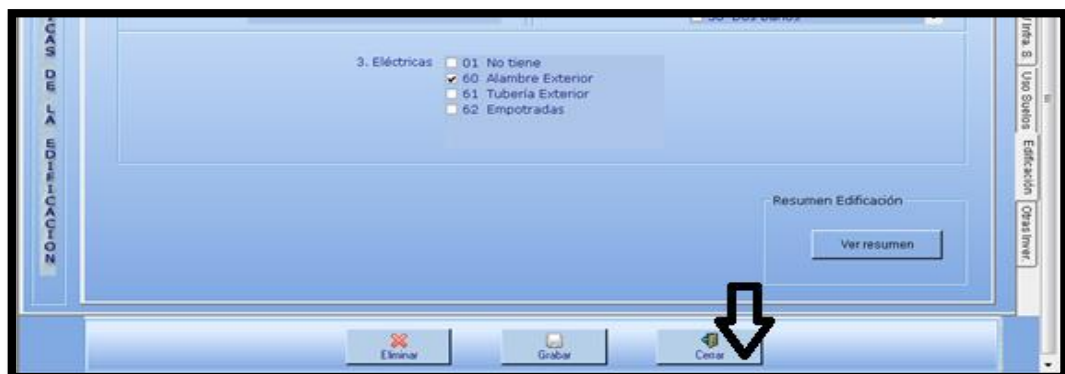 3. Eléctricas
01 No tiene
60 Alambre Exterior
61 Tubería Exterior
62 Empotradas
Resumen Edificación
Ver resumen
Eliminar
Grabar
Cerrar
DE LA EDIFICACION
Infra. S.
Uso Suelos
Edificación
Otras Inver.